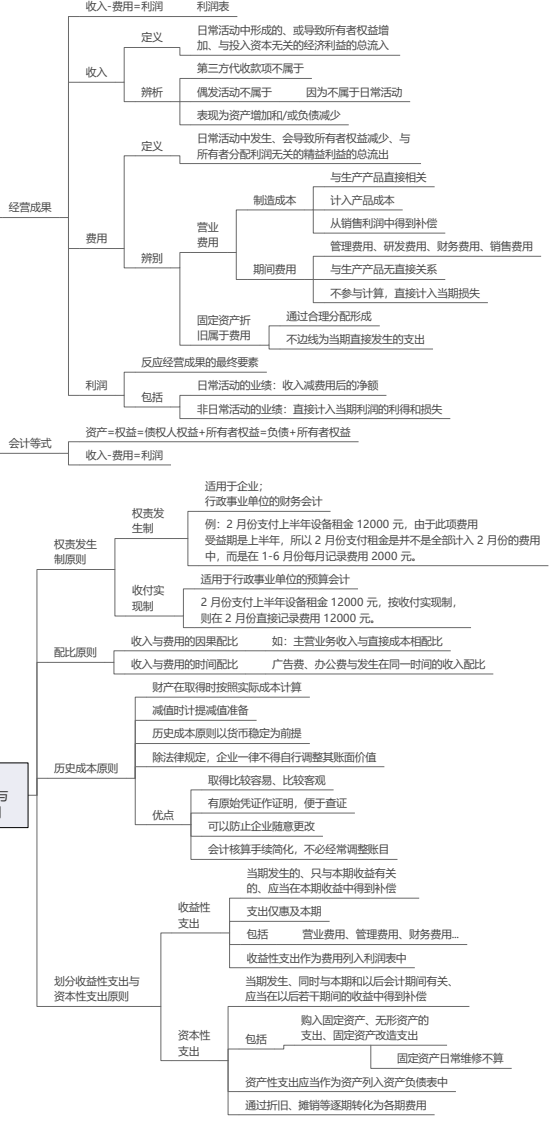 收入-费用=利润 利润表
日常活动中形成的、或导致所有者权益增
定义
加、与投入资本无关的经济利益的总流入
收入
第三方代收款项不属于
辨析 偶发活动不属于 因为不属于日常活动
表现为资产增加和/或负债减少
日常活动中发生、会导致所有者权益减少、与
定义
所有者分配利润无关的精益利益的总流出
经营成果
费用
与生产产品直接相关
制造成本 计入产品成本
从销售利润中得到补偿
营业
费用
辨别
管理费用、研发费用、财务费用、销售费用
期间费用 与生产产品无直接关系
不参与计算，直接计入当期损失
固定资产折
旧属于费用
通过合理分配形成
不边线为当期直接发生的支出
反应经营成果的最终要素
利润
日常活动的业绩：收入减费用后的净额
包括
非日常活动的业绩：直接计入当期利润的利得和损失
会计等式
资产=权益=债权人权益+所有者权益=负债+所有者权益
收入-费用=利润
适用于企业；
行政事业单位的财务会计
权责发
生制
例：2 月份支付上半年设备租金 12000 元，由于此项费用
受益期是上半年，所以 2 月份支付租金是并不是全部计入 2 月份的费用
中，而是在 1-6 月份每月记录费用 2000 元。
权责发生
制原则
适用于行政事业单位的预算会计
收付实
现制
2 月份支付上半年设备租金 12000 元，按收付实现制，
则在 2 月份直接记录费用 12000 元。
配比原则
收入与费用的因果配比 如：主营业务收入与直接成本相配比
收入与费用的时间配比 广告费、办公费与发生在同一时间的收入配比
财产在取得时按照实际成本计算
减值时计提减值准备
历史成本原则以货币稳定为前提
除法律规定，企业一律不得自行调整其账面价值
历史成本原则
取得比较容易、比较客观
有原始凭证作证明，便于查证
优点
可以防止企业随意更改
会计核算手续简化，不必经常调整账目
与
当期发生的、只与本期收益有关
的、应当在本期收益中得到补偿
收益性
支出
支出仅惠及本期
包括 营业费用、管理费用、财务费用...
收益性支出作为费用列入利润表中
划分收益性支出与
资本性支出原则
当期发生、同时与本期和以后会计期间有关、
应当在以后若干期间的收益中得到补偿
资本性
支出
包括
购入固定资产、无形资产的
支出、固定资产改造支出
固定资产日常维修不算
资产性支出应当作为资产列入资产负债表中
通过折旧、摊销等逐期转化为各期费用